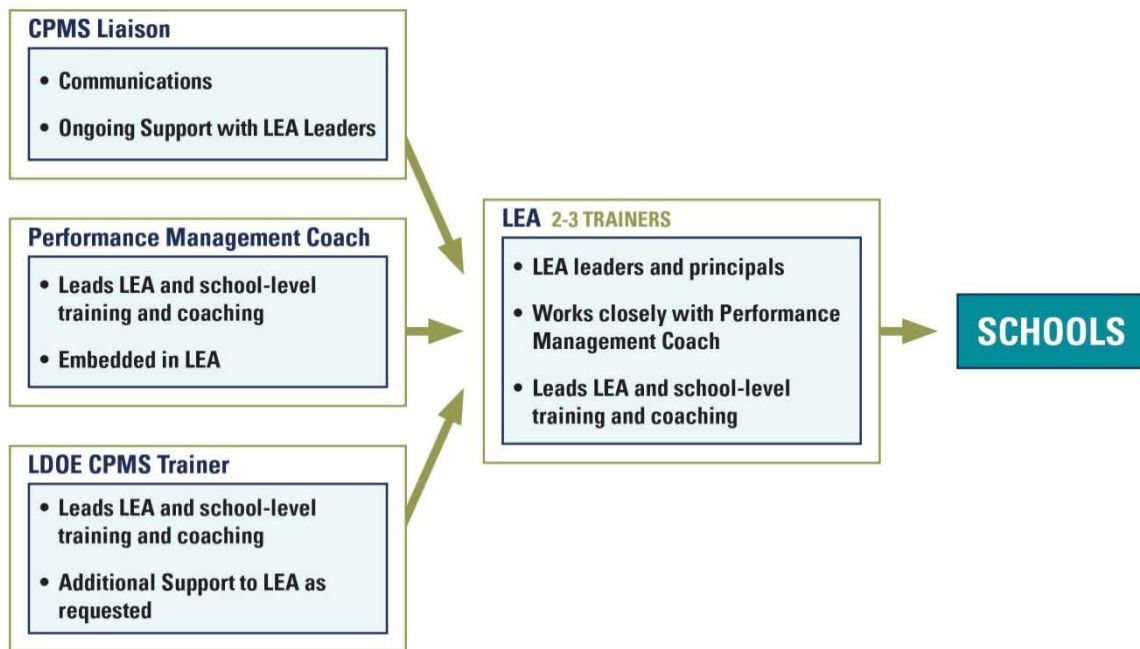 CPMS Liaison
• Communications
• Ongoing Support with LEA Leaders
Performance Management Coach
• Leads LEA and school-level
training and coaching
• Embedded in LEA
LDOE CPMS Trainer
• Leads LEA and school-level
training and coaching
• Additional Support to LEA as
requested
LEA 2-3 TRAINERS
• LEA leaders and principals
• Works closely with Performance
Management Coach
• Leads LEA and school-level
training and coaching
SCHOOLS